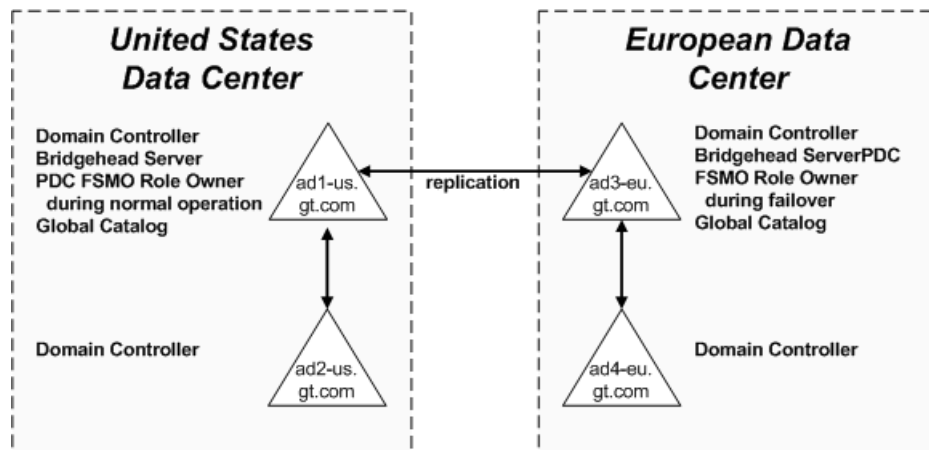 United States
Data Center
Domain Controller
Bridgehead Server
PDC FSMO Role Owner
during normal operation
Global Catalog
ad1-us.
gt.com
Domain Controller
ad2-us.
gt.com
replication
European Data
Center
ad3-eu.
gt.com
Domain Controller
Bridgehead ServerPDC
FSMO Role Owner
during failover
Global Catalog
ad4-eu.
gt.com
Domain Controller